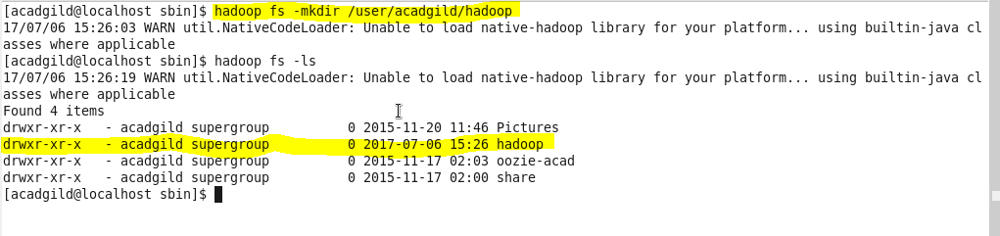 [acadgild@localhost sbin]$ hadoop fs -mkdir /user/acadgild/hadoop
17/07/06 15:26:03 WARN util.NativeCodeLoader: Unable to load native-hadoop library for your platform... using builtin-java cl
asses where applicable
[acadgild@localhost sbin]$ hadoop fs -ls
17/07/06 15:26:19 WARN util.NativeCodeLoader: Unable to load native-hadoop library for your platform... using builtin-java cl
asses where applicable
Found 4 items
drwxr-xr-x   - acadgild supergroup          0 2015-11-20 11:46 Pictures
drwxr-xr-x   - acadgild supergroup          0 2017-07-06 15:26 hadoop
drwxr-xr-x   - acadgild supergroup          0 2015-11-17 02:03 oozie-acad
drwxr-xr-x   - acadgild supergroup          0 2015-11-17 02:00 share
[acadgild@localhost sbin]$